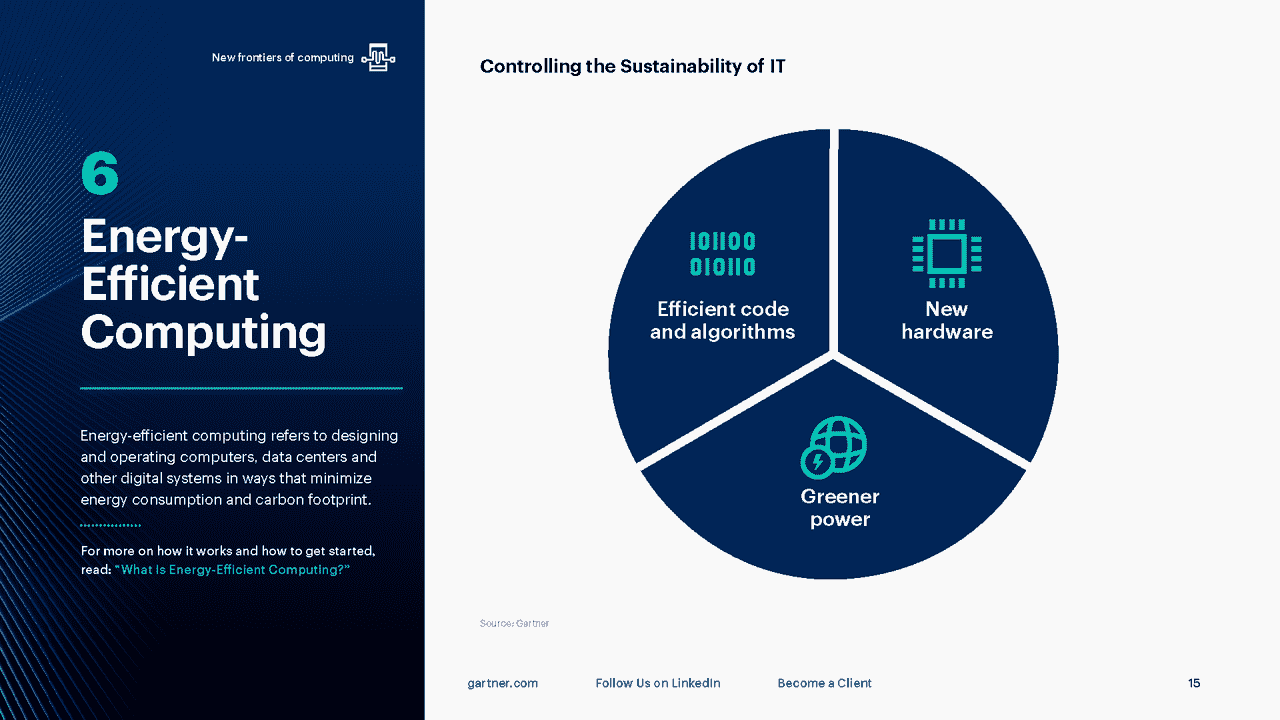 New frontiers of computing
6
Energy-
Efficient
Computing
Energy-efficient computing refers to designing
and operating computers, data centers and
other digital systems in ways that minimize
energy consumption and carbon footprint.
For more on how it works and how to get started,
read: “What Is Energy-Efficient Computing?”
Controlling the Sustainability of IT
101100
010110
Efficient code
and algorithms
New
hardware
Greener
power
Source: Gartner
gartner.com
Follow Us on LinkedIn
Become a Client
15